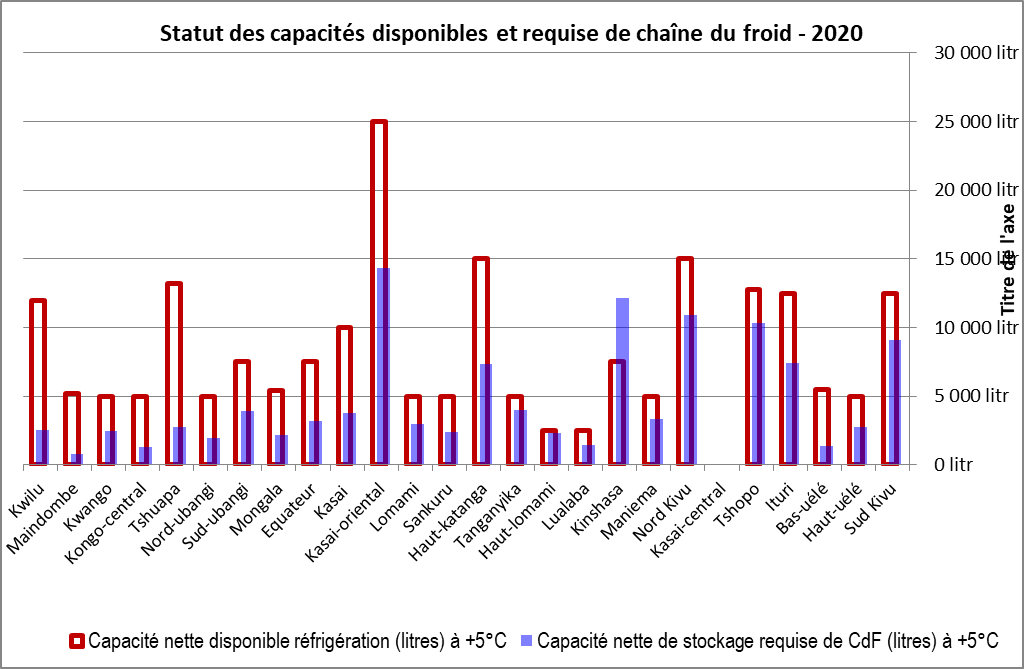 Statut des capacités disponibles et requise de chaîne du froid - 2020
30 000 litr
25 000 litr
20 000 litr
15 000 litr
10 000 litr
5 000 litr
0 litr
Titre de l'axe
Kwilu
Maindombe
Kwango
Kongo-central
Tshuapa
Nord-ubangi
Sud-ubangi
Mongala
Equateur
Kasai
Kasai-oriental
Lomami
Sankuru
Haut-katanga
Tanganyika
Haut-lomami
Lualaba
Kinshasa
Maniema
Nord Kivu
Kasai-central
Tshopo
Ituri
Bas-uélé
Haut-uélé
Sud Kivu
Capacité nette disponible réfrigération (litres) à +5°C
Capacité nette de stockage requise de CdF (litres) à +5°C